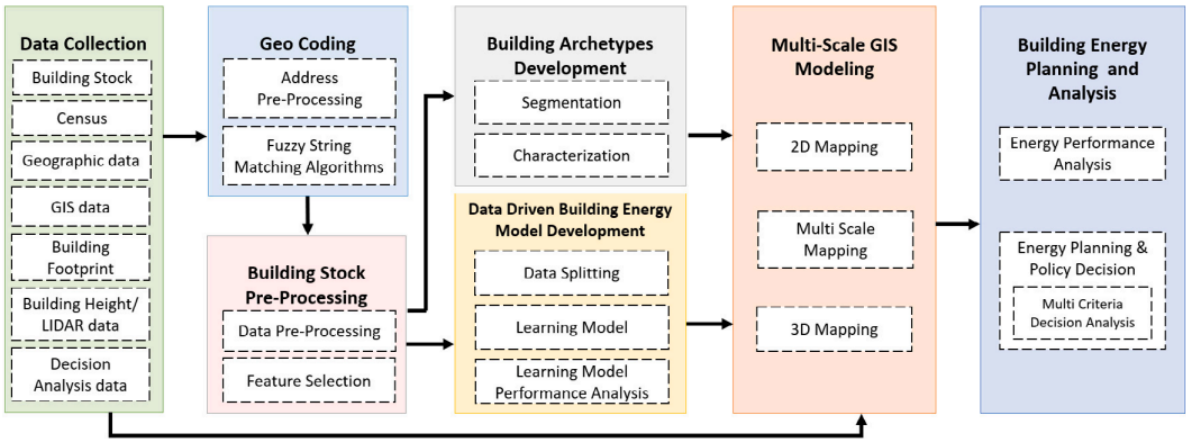 Data Collection
Building Stock
Census
Geographic data
GIS data
Building
Footprint
Building Height/
LIDAR data
Decision
Analysis data
Geo Coding
Address
Pre-Processing
Fuzzy String
Matching Algorithms
Building Stock
Pre-Processing
Data Pre-Processing
Feature Selection
Building Archetypes
Development
Segmentation
Characterization
Data Driven Building Energy
Model Development
Data Splitting
Learning Model
Learning Model
Performance Analysis
Multi-Scale GIS
Modeling
2D Mapping
Multi Scale
Mapping
3D Mapping
Building Energy
Planning and
Analysis
Energy Performance
Analysis
Energy Planning &
Policy Decision
Multi Criteria
Decision Analysis